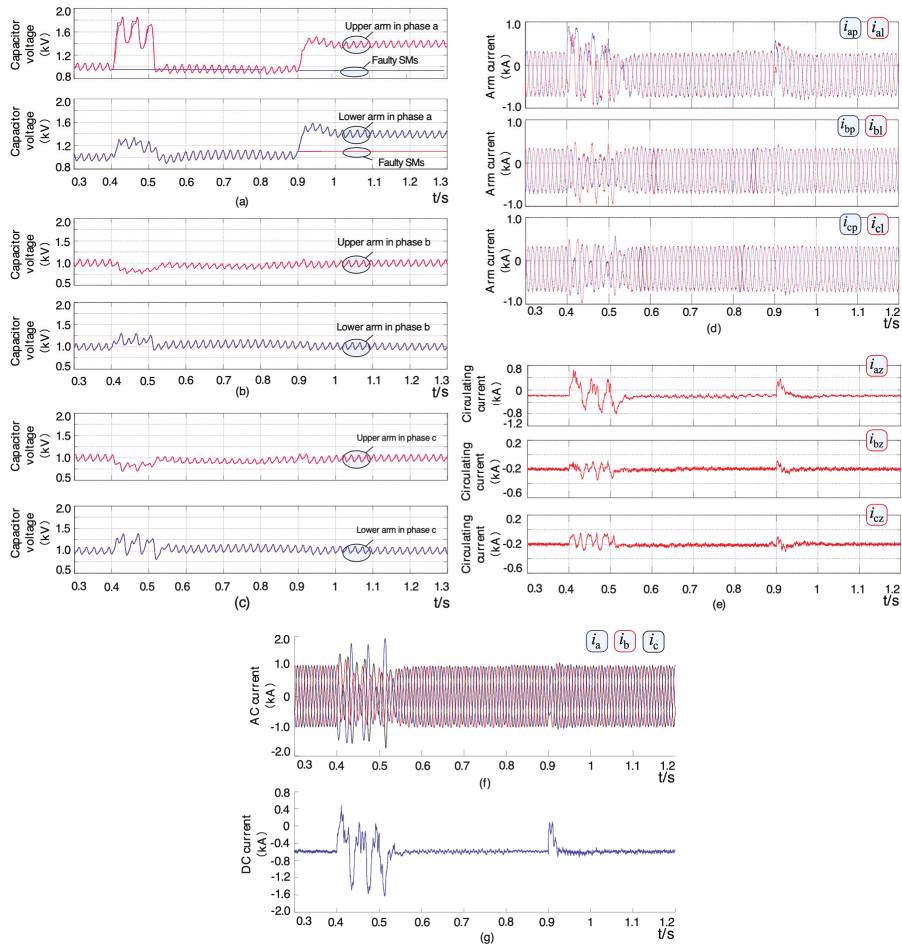 Capacitor voltage (kV)
2.0
1.6
1.2
0.8
Upper arm in phase a
Faulty SMs
Capacitor voltage (kV)
2.0
1.6
1.2
0.8
Lower arm in phase a
Faulty SMs
0.3 0.4 0.5 0.6 0.7 0.8 0.9 1.0 1.1 1.2 1.3
t/s
(a)
Capacitor voltage (kV)
2.0
1.5
1.0
0.5
Upper arm in phase b
Capacitor voltage (kV)
2.0
1.5
1.0
0.5
Lower arm in phase b
0.3 0.4 0.5 0.6 0.7 0.8 0.9 1.0 1.1 1.2 1.3
t/s
(b)
Capacitor voltage (kV)
2.0
1.5
1.0
0.5
Upper arm in phase c
Capacitor voltage (kV)
2.0
1.5
1.0
0.5
Lower arm in phase c
0.3 0.4 0.5 0.6 0.7 0.8 0.9 1.0 1.1 1.2 1.3
t/s
(c)
Arm current (kA)
1.0
0
-1.0
iap ial
Arm current (kA)
1.0
0
-1.0
ibp ibl
Arm current (kA)
1.0
0
-1.0
icp icl
0.3 0.4 0.5 0.6 0.7 0.8 0.9 1 1.1 1.2
t/s
(d)
Circulating current (kA)
0.8
0
-0.8
-1.2
iaz
Circulating current (kA)
0.2
-0.2
-0.6
ibz
Circulating current (kA)
0.2
-0.2
-0.6
icz
0.3 0.4 0.5 0.6 0.7 0.8 0.9 1 1.1 1.2
t/s
(e)
AC current (kA)
2.0
1.0
0
-1.0
-2.0
ia ib ic
0.3 0.4 0.5 0.6 0.7 0.8 0.9 1 1.1 1.2
t/s
(f)
DC current (kA)
0.8
0.4
0
-0.4
-0.8
-1.2
-1.6
-2.0
0.3 0.4 0.5 0.6 0.7 0.8 0.9 1 1.1 1.2
t/s
(g)